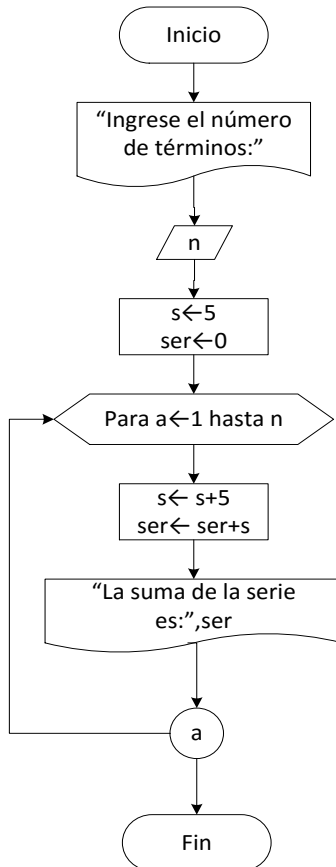 Inicio
“Ingrese el número
de términos:”
n
s←5
ser←0
Para a←1 hasta n
s← s+5
ser← ser+s
“La suma de la serie
es:”,ser
a
Fin